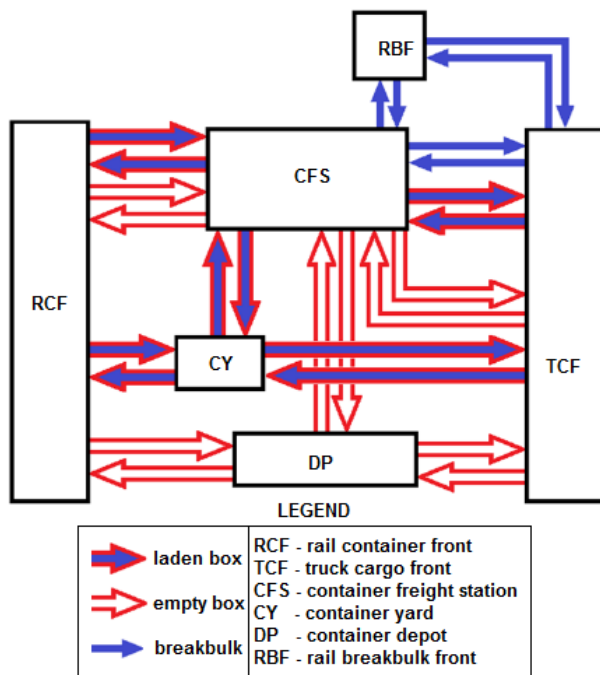 RBF
CFS
RCF
TCF
CY
DP
LEGEND
laden box
empty box
breakbulk
RCF - rail container front
TCF - truck cargo front
CFS - container freight station
CY - container yard
DP - container depot
RBF - rail breakbulk front